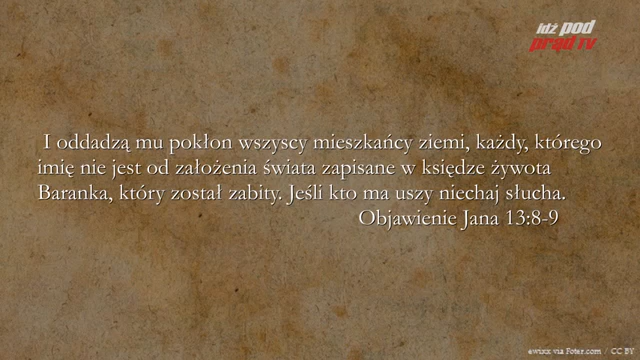 idź pod
prąd TV
I oddadzą mu pokłon wszyscy mieszkańcy ziemi, każdy, którego
imię nie jest od założenia świata zapisane w księdze żywota
Baranka, który został zabity. Jeśli kto ma uszy niechaj słucha.
Objawienie Jana 13:8-9
via Foter.com / CC BY